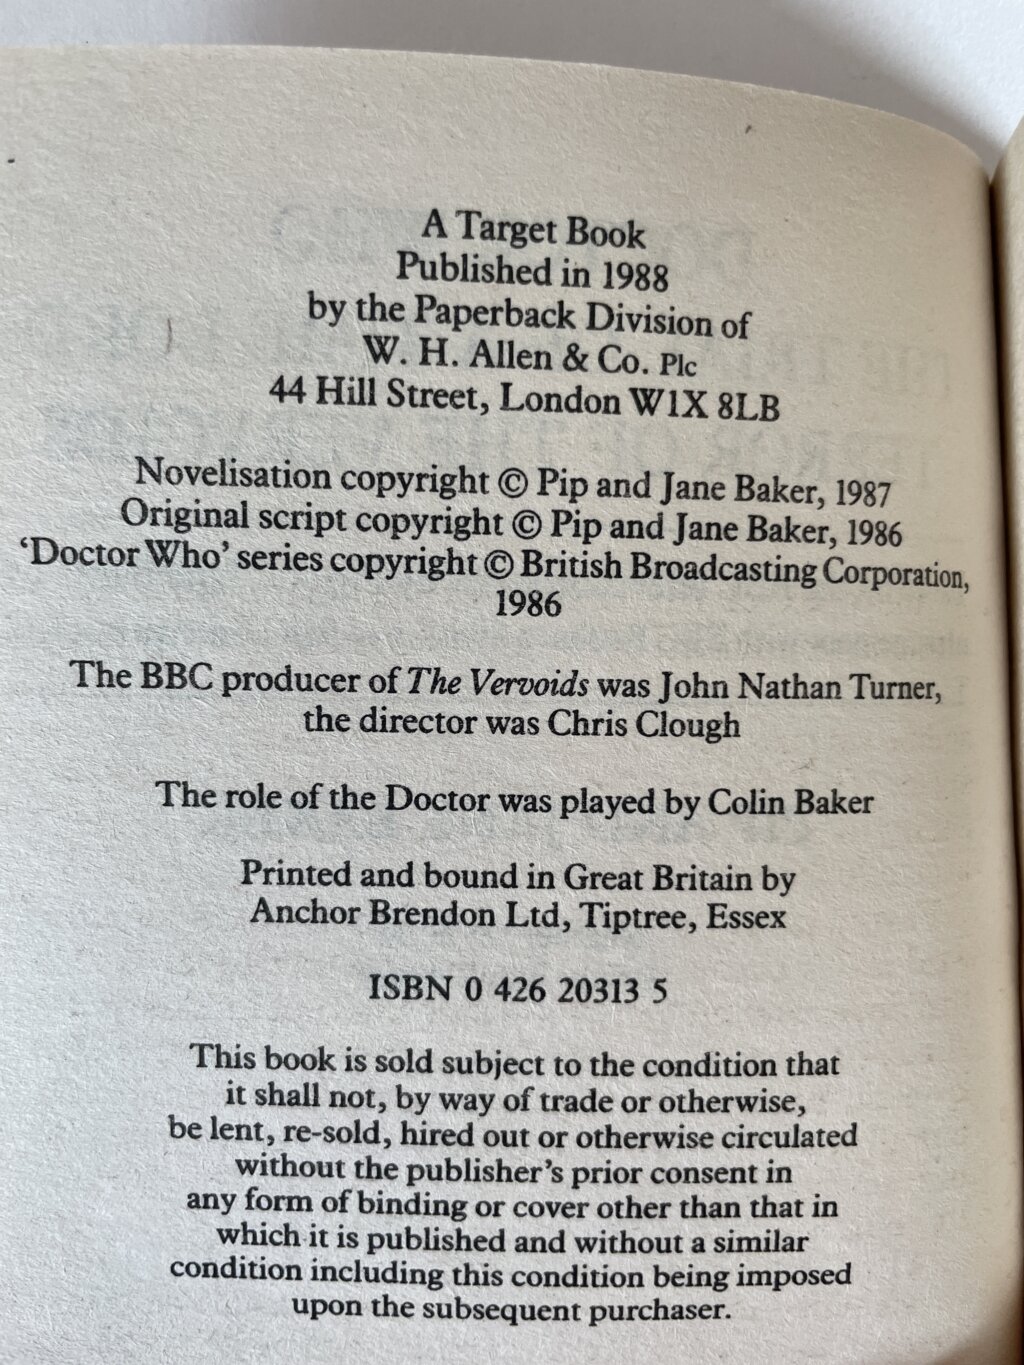 A Target Book
Published in 1988
by the Paperback Division of
W. H. Allen & Co. Plc
44 Hill Street, London W1X 8LB
Novelisation copyright © Pip and Jane Baker, 1987
Original script copyright © Pip and Jane Baker, 1986
‘Doctor Who’ series copyright © British Broadcasting Corporation,
1986
The BBC producer of The Vervoids was John Nathan Turner,
the director was Chris Clough
The role of the Doctor was played by Colin Baker
Printed and bound in Great Britain by
Anchor Brendon Ltd, Tiptree, Essex
ISBN 0 426 20313 5
This book is sold subject to the condition that
it shall not, by way of trade or otherwise,
be lent, re-sold, hired out or otherwise circulated
without the publisher’s prior consent in
any form of binding or cover other than that in
which it is published and without a similar
condition including this condition being imposed
upon the subsequent purchaser.